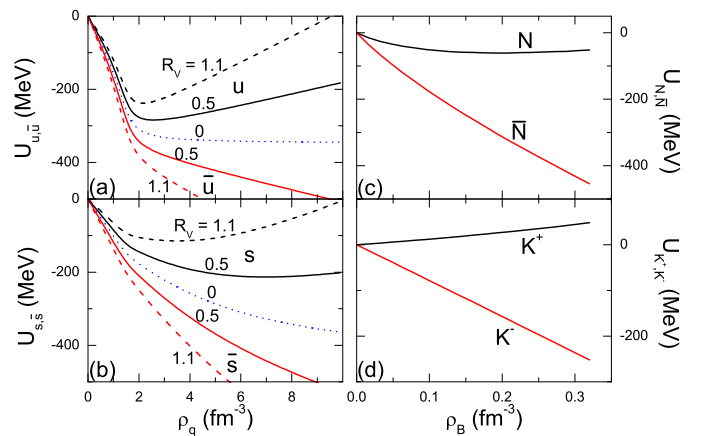 0
-200
-400
U_{u,ū} (MeV)
R_V = 1.1
u
0.5
0
0.5
1.1
ū
(a)
N
N̅
(c)
0
-200
-400
U_{N,N̅} (MeV)
0
-200
-400
U_{s,s̅} (MeV)
R_V = 1.1
s
0.5
0
0.5
1.1
s̅
(b)
K^+
K^-
(d)
0
-200
U_{K^+,K^-} (MeV)
0 2 4 6 8
ρ_q (fm^{-3})
0.0 0.1 0.2 0.3
ρ_B (fm^{-3})